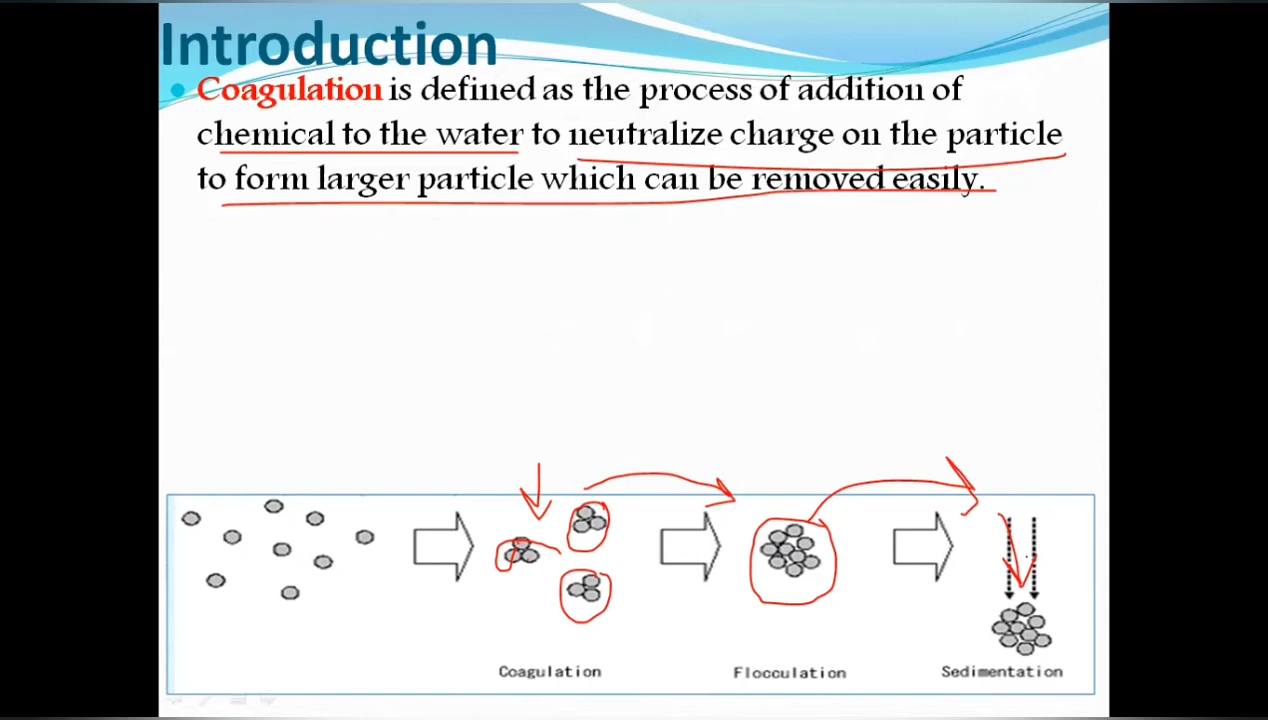 Introduction
Coagulation is defined as the process of addition of
chemical to the water to neutralize charge on the particle
to form larger particle which can be removed easily.
Coagulation
Flocculation
Sedimentation